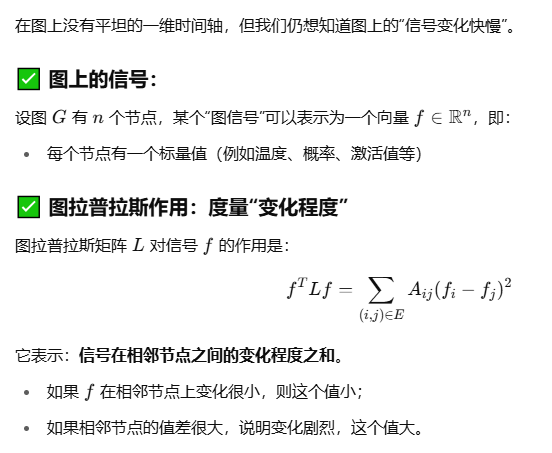 在图上没有平坦的一维时间轴，但我们仍想知道图上的“信号变化快慢”。
✅ 图上的信号：
设图 G 有 n 个节点，某个“图信号”可以表示为一个向量 f ∈ ℝⁿ，即：
• 每个节点有一个标量值（例如温度、概率、激活值等）
✅ 图拉普拉斯作用：度量“变化程度”
图拉普拉斯矩阵 L 对信号 f 的作用是：
f^T Lf = ∑_{(i,j)∈E} A_{ij}(f_i − f_j)^2
它表示：信号在相邻节点之间的变化程度之和。
• 如果 f 在相邻节点上变化很小，则这个值小；
• 如果相邻节点的值差很大，说明变化剧烈，这个值大。